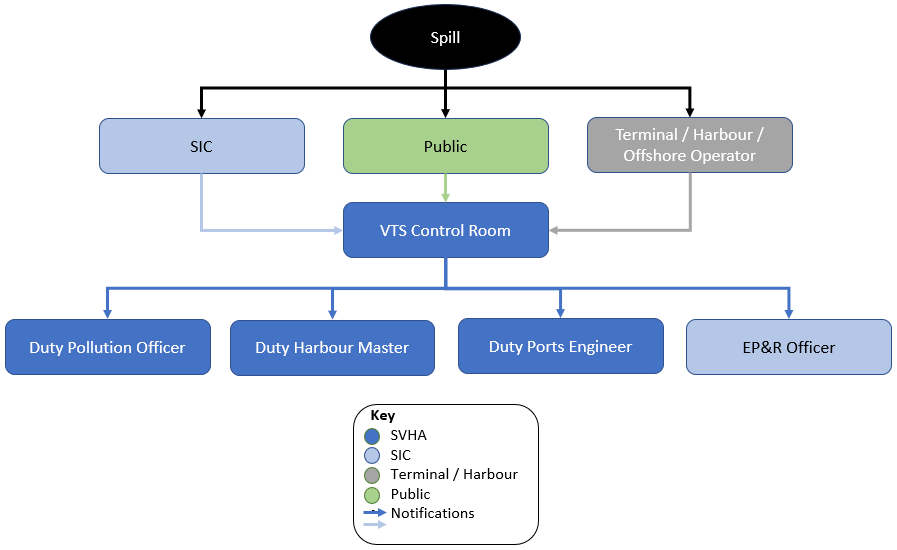 Spill
SIC
Public
Terminal / Harbour /
Offshore Operator
VTS Control Room
Duty Pollution Officer
Duty Harbour Master
Duty Ports Engineer
EP&R Officer
Key
SVHA
SIC
Terminal / Harbour
Public
Notifications